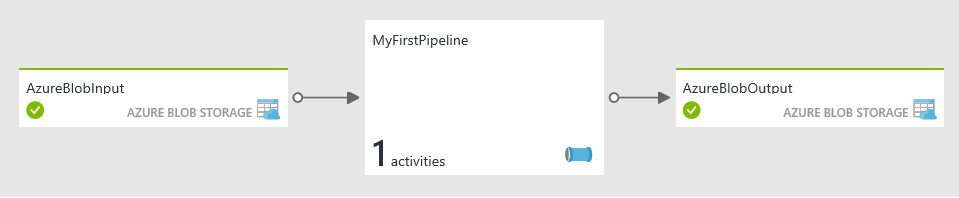 AzureBlobInput
AZURE BLOB STORAGE
MyFirstPipeline
1 activities
AzureBlobOutput
AZURE BLOB STORAGE